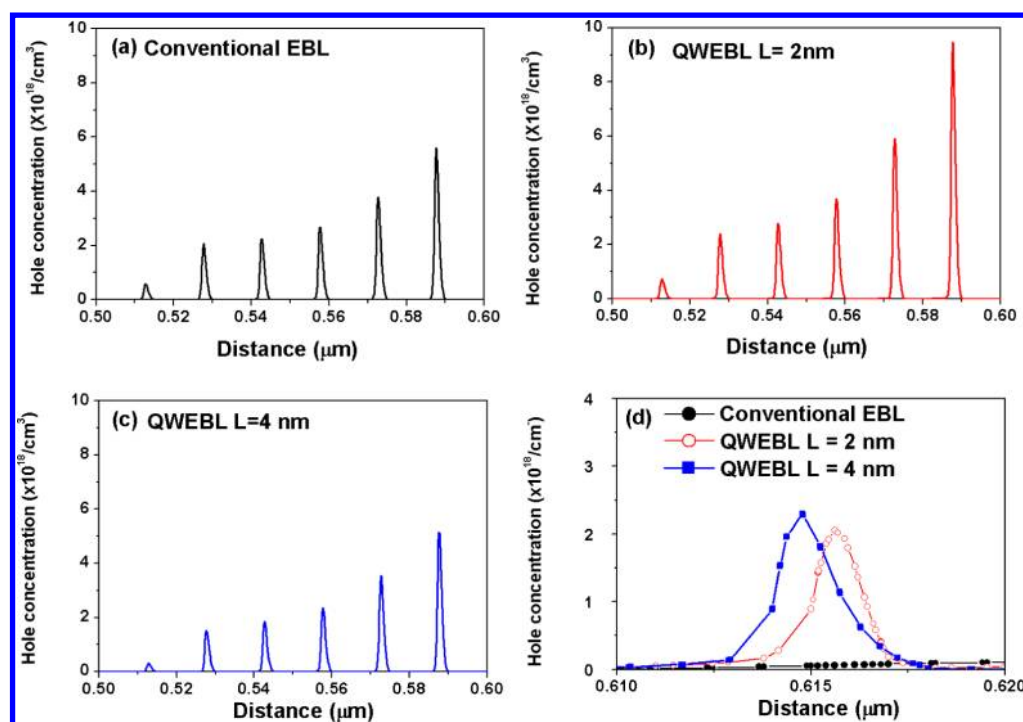 (a) Conventional EBL
Hole concentration (X10^18/cm^3)
10
8
6
4
2
0
0.50 0.52 0.54 0.56 0.58 0.60
Distance (μm)
(b) QWEBL L= 2nm
Hole concentration (X10^18/cm^3)
10
8
6
4
2
0
0.50 0.52 0.54 0.56 0.58 0.60
Distance (μm)
(c) QWEBL L=4 nm
Hole concentration (x10^18/cm^3)
10
8
6
4
2
0
0.50 0.52 0.54 0.56 0.58 0.60
Distance (μm)
(d)
Conventional EBL
QWEBL L = 2 nm
QWEBL L = 4 nm
Hole concentration (x10^18/cm)
4
3
2
1
0
0.610 0.615 0.620
Distance (μm)